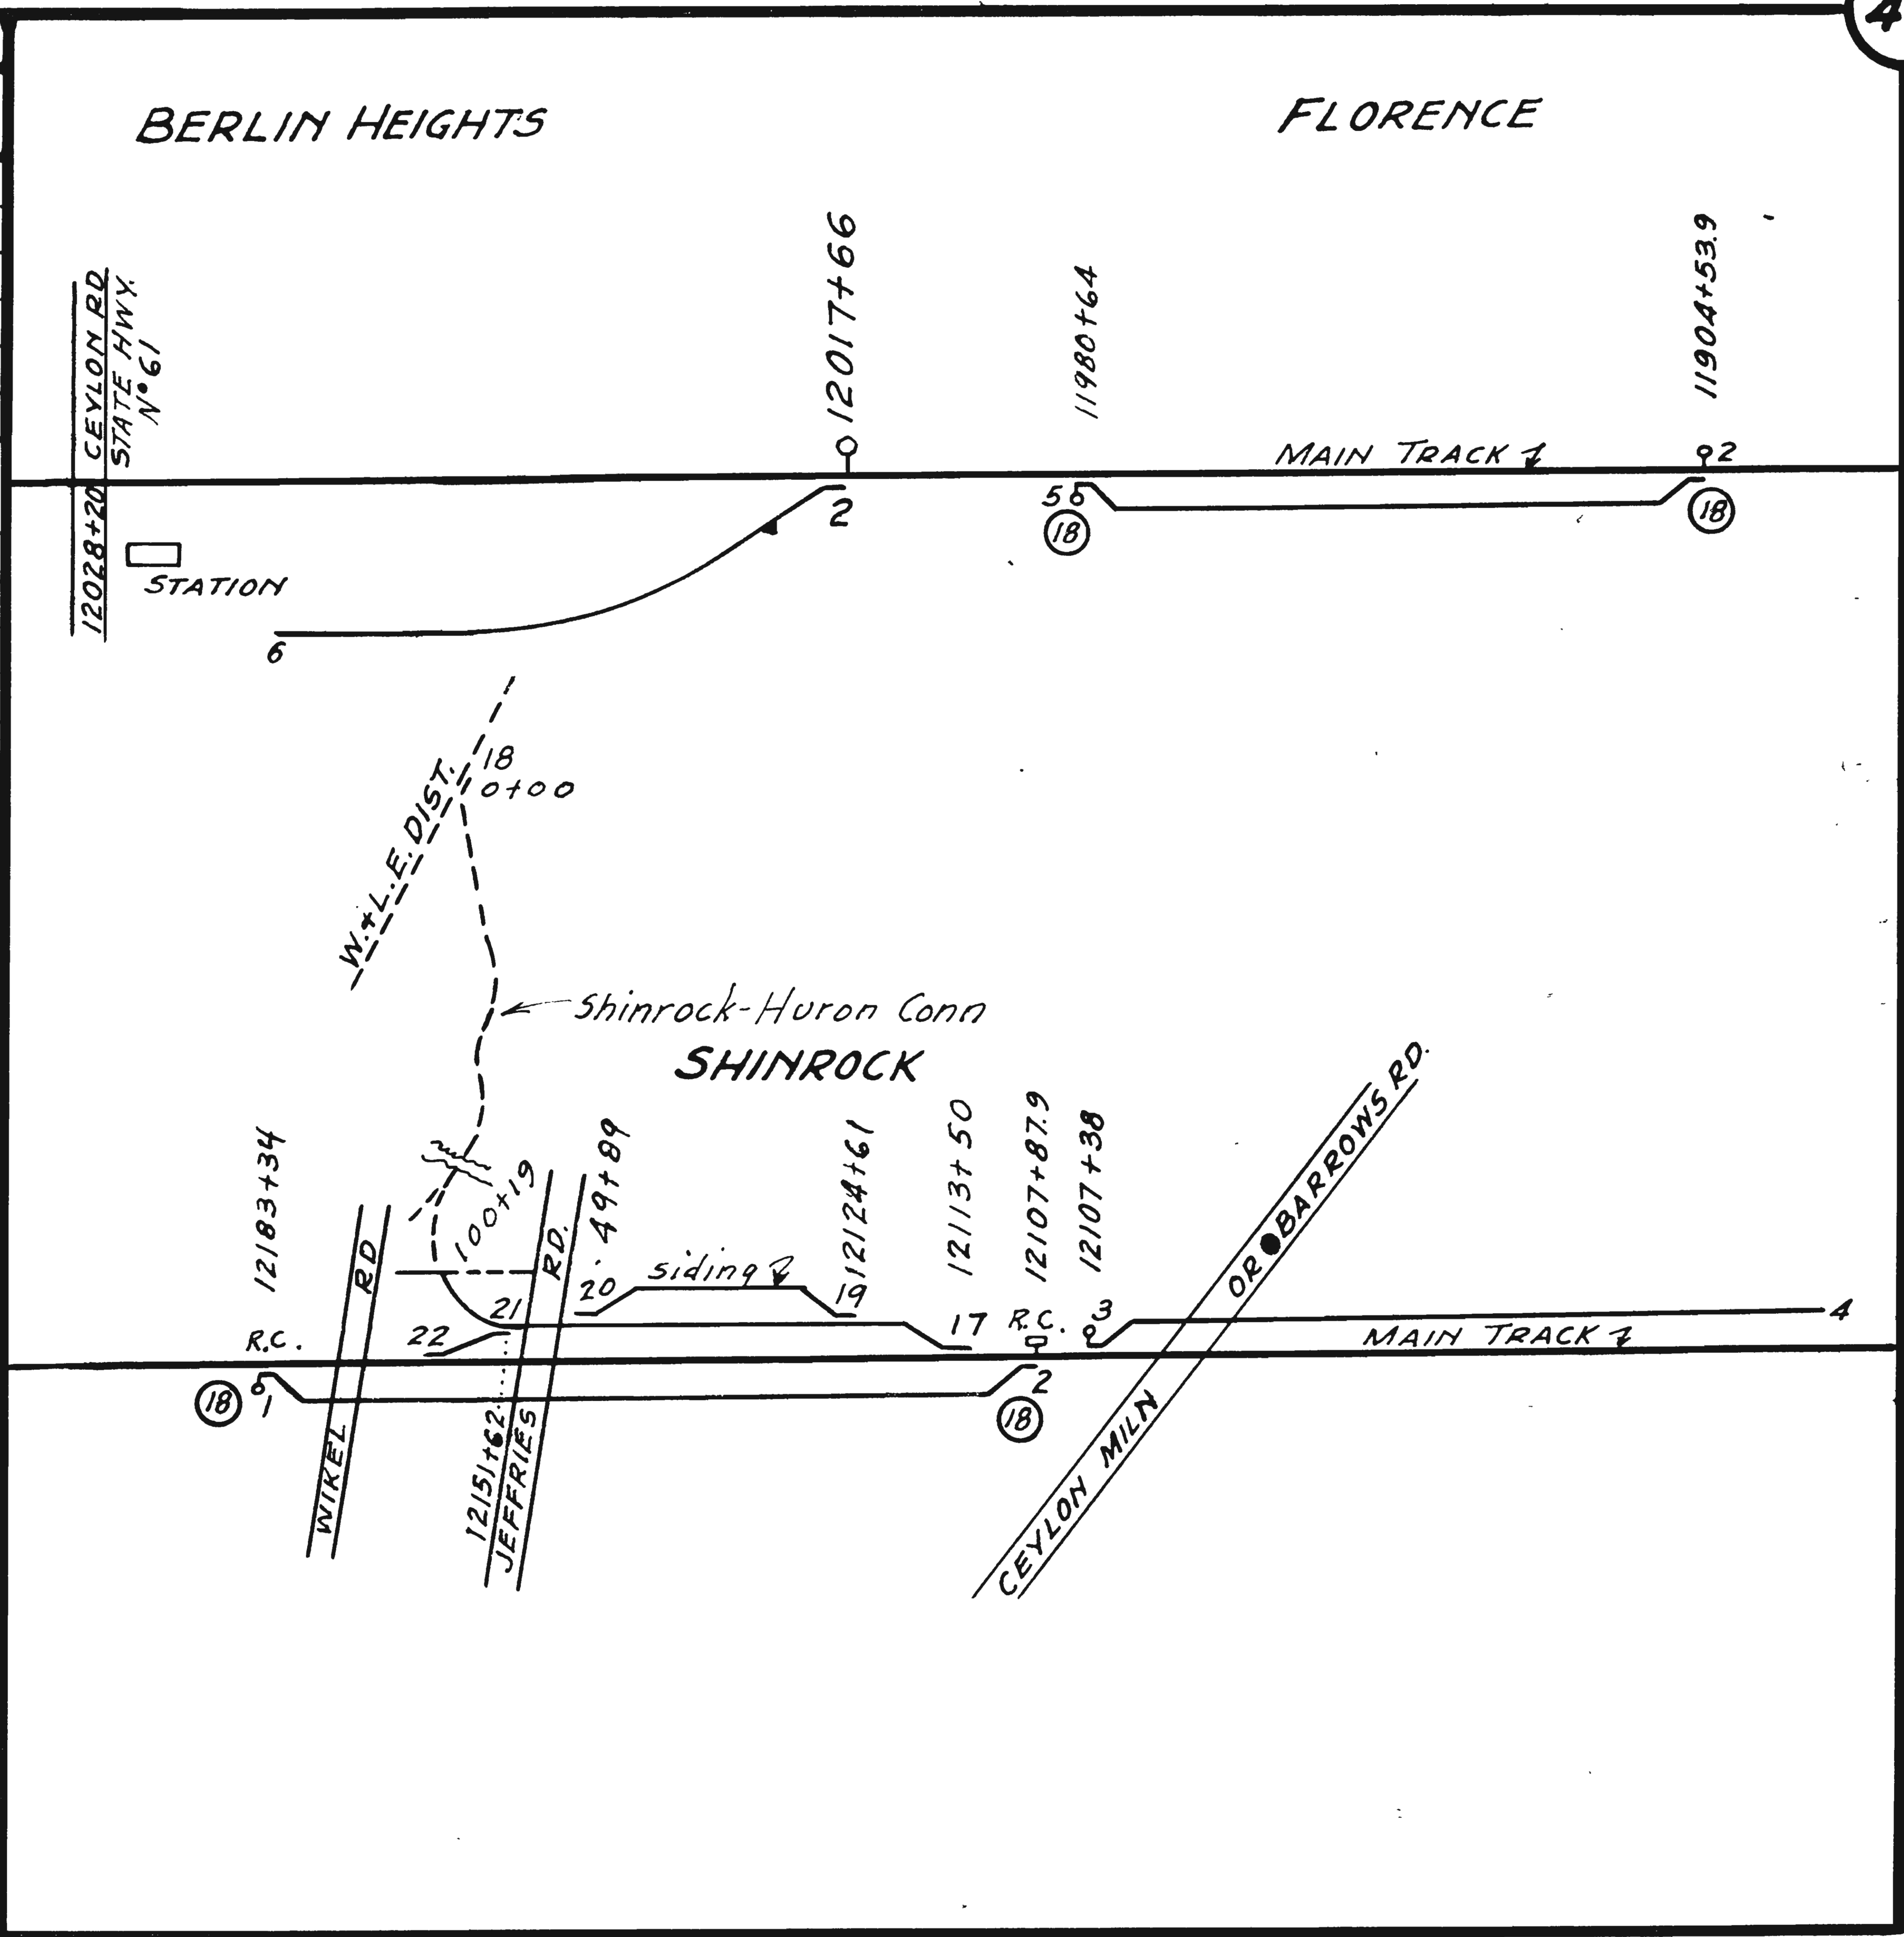 4
BERLIN HEIGHTS
FLORENCE
CEYLON RD
STATE HWY.
Nº 61
12028+20
STATION
12017+66
2
6
11980+64
5
18
MAIN TRACK 1
11904+53.9
2
18
W.&L.E. DIST.
18
0+00
Shinrock-Huron Conn
SHINROCK
12183+34
R.C.
18
1
WIKEL RD
100+19
22
21
12151+62
JEFFRIES RD.
49+89
20
siding
19
12124+61
12113+50
17
12107+87.9
R.C.
2
18
12107+38
3
CEYLON MILN OR BARROWS RD.
MAIN TRACK 1
4